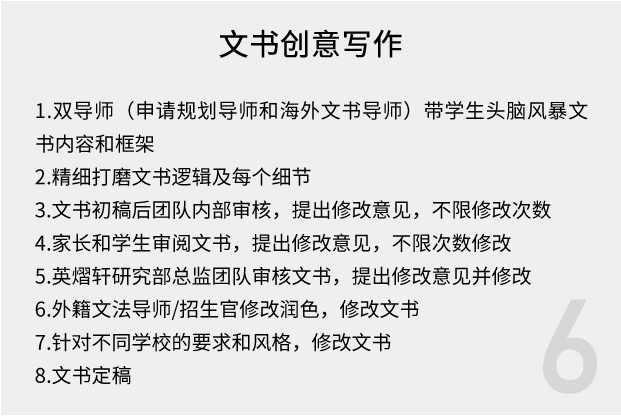 文书创意写作
1.双导师（申请规划导师和海外文书导师）带学生头脑风暴文
书内容和框架
2.精细打磨文书逻辑及每个细节
3.文书初稿后团队内部审核，提出修改意见，不限修改次数
4.家长和学生审阅文书，提出修改意见，不限次数修改
5.英熠轩研究部总监团队审核文书，提出修改意见并修改
6.外籍文法导师/招生官修改润色，修改文书
7.针对不同学校的要求和风格，修改文书
8.文书定稿
6